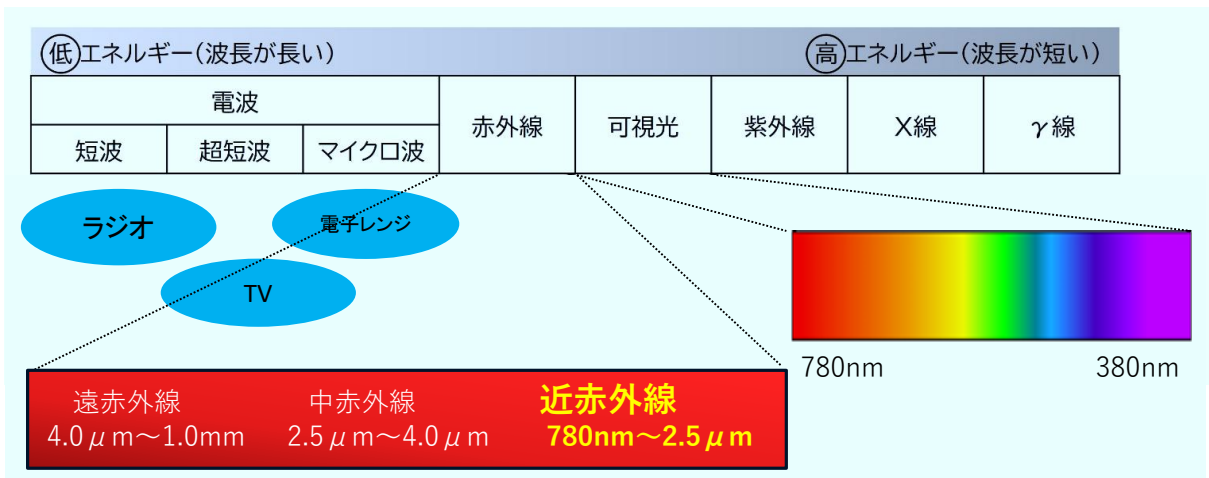 低エネルギー(波長が長い)
高エネルギー(波長が短い)
電波
赤外線
可視光
紫外線
X線
γ線
短波
超短波
マイクロ波
ラジオ
電子レンジ
TV
780nm
380nm
遠赤外線
4.0μm～1.0mm
中赤外線
2.5μm～4.0μm
近赤外線
780nm～2.5μm